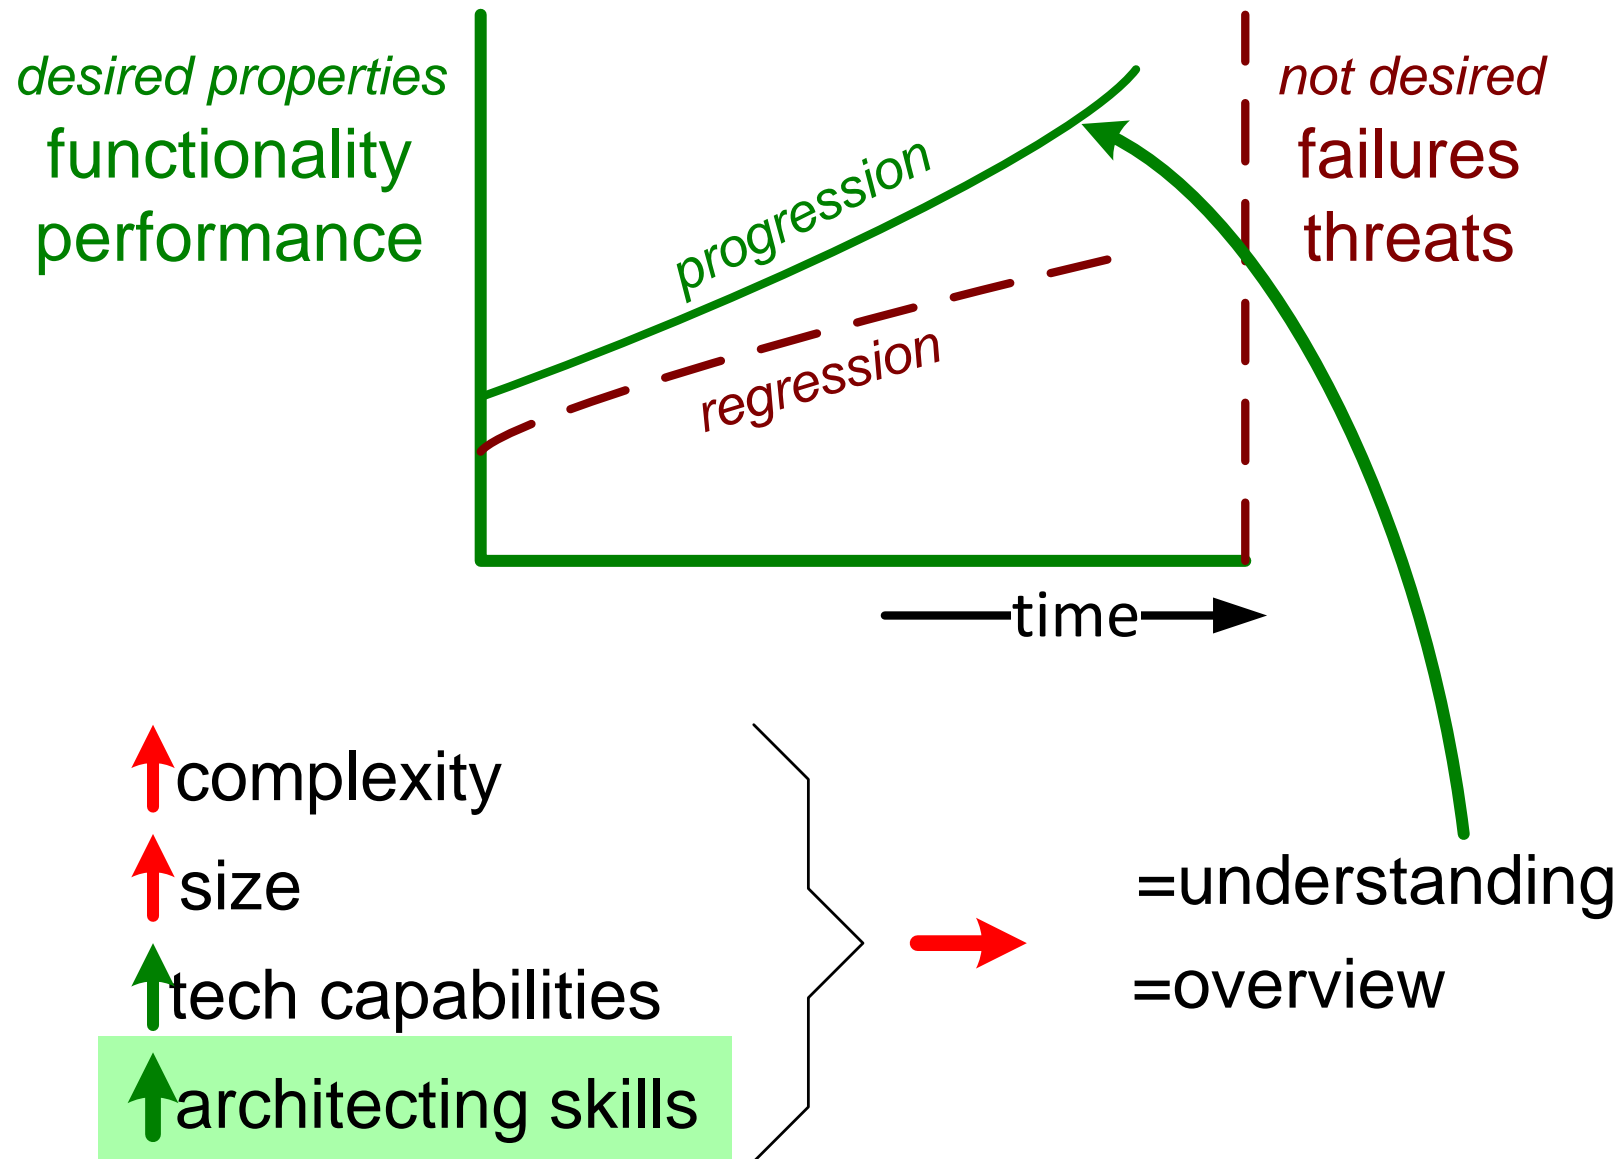 desired properties
functionality
performance
not desired
failures
threats
progression
regression
time
complexity
size
tech capabilities
architecting skills
=understanding
=overview